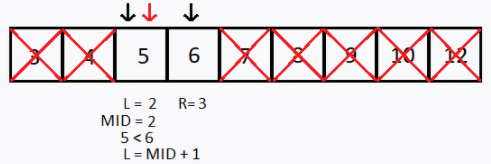 3 4 5 6 7 8 9 10 12
L = 2 R= 3
MID = 2
5 < 6
L = MID + 1